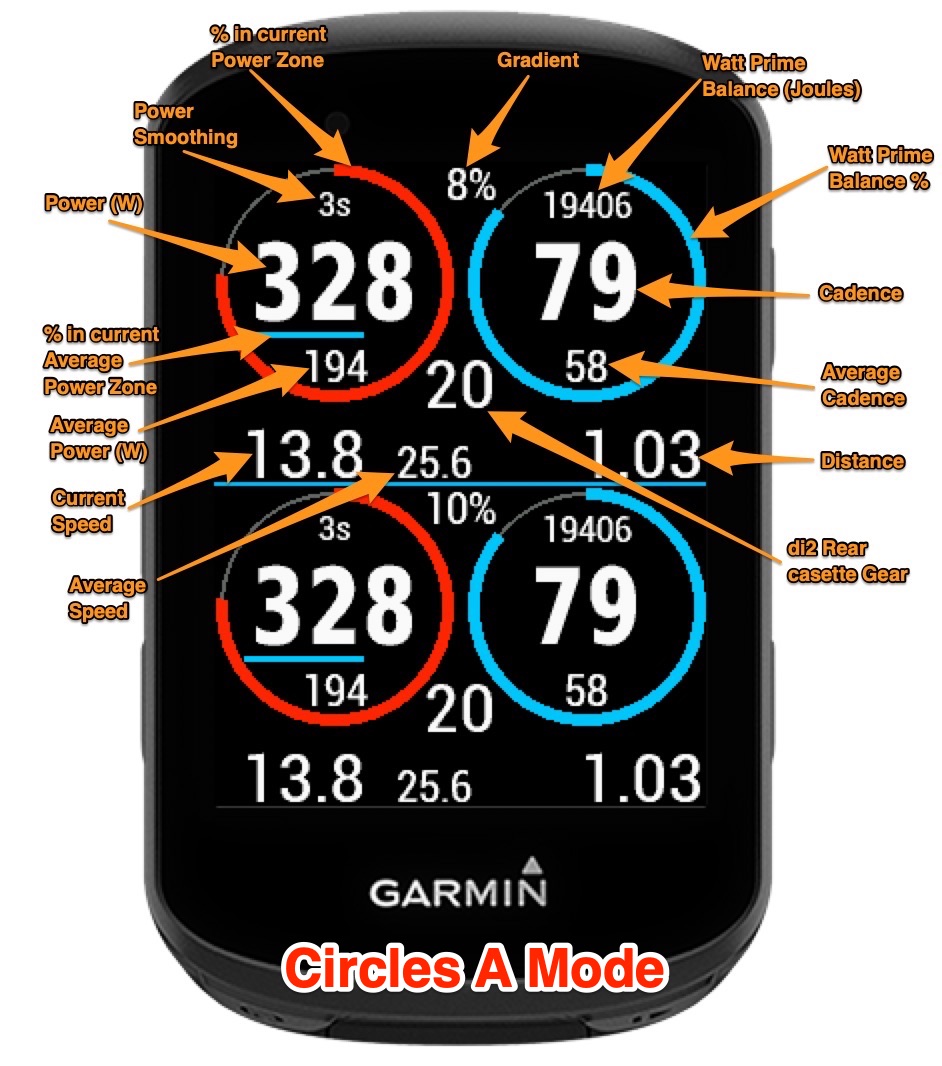 % in current
Power Zone
Gradient
Watt Prime
Balance (Joules)
Power
Smoothing
Watt Prime
Balance %
Power (W)
8%
3s
19406
328
79
Cadence
% in current
Average
Power Zone
194
58
20
Average
Cadence
Average
Power (W)
13.8
25.6
1.03
Distance
Current
Speed
10%
3s
19406
di2 Rear
casette Gear
Average
Speed
328
79
194
58
20
13.8
25.6
1.03
GARMIN
Circles A Mode